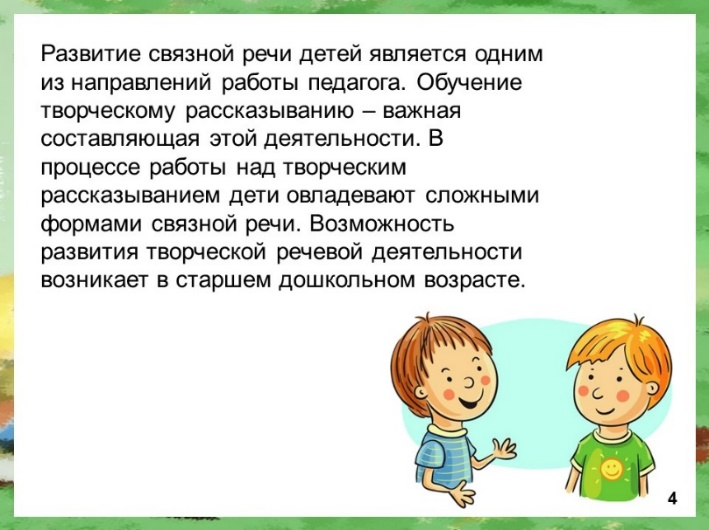 Развитие связной речи детей является одним
из направлений работы педагога. Обучение
творческому рассказыванию – важная
составляющая этой деятельности. В
процессе работы над творческим
рассказыванием дети овладевают сложными
формами связной речи. Возможность
развития творческой речевой деятельности
возникает в старшем дошкольном возрасте.
4